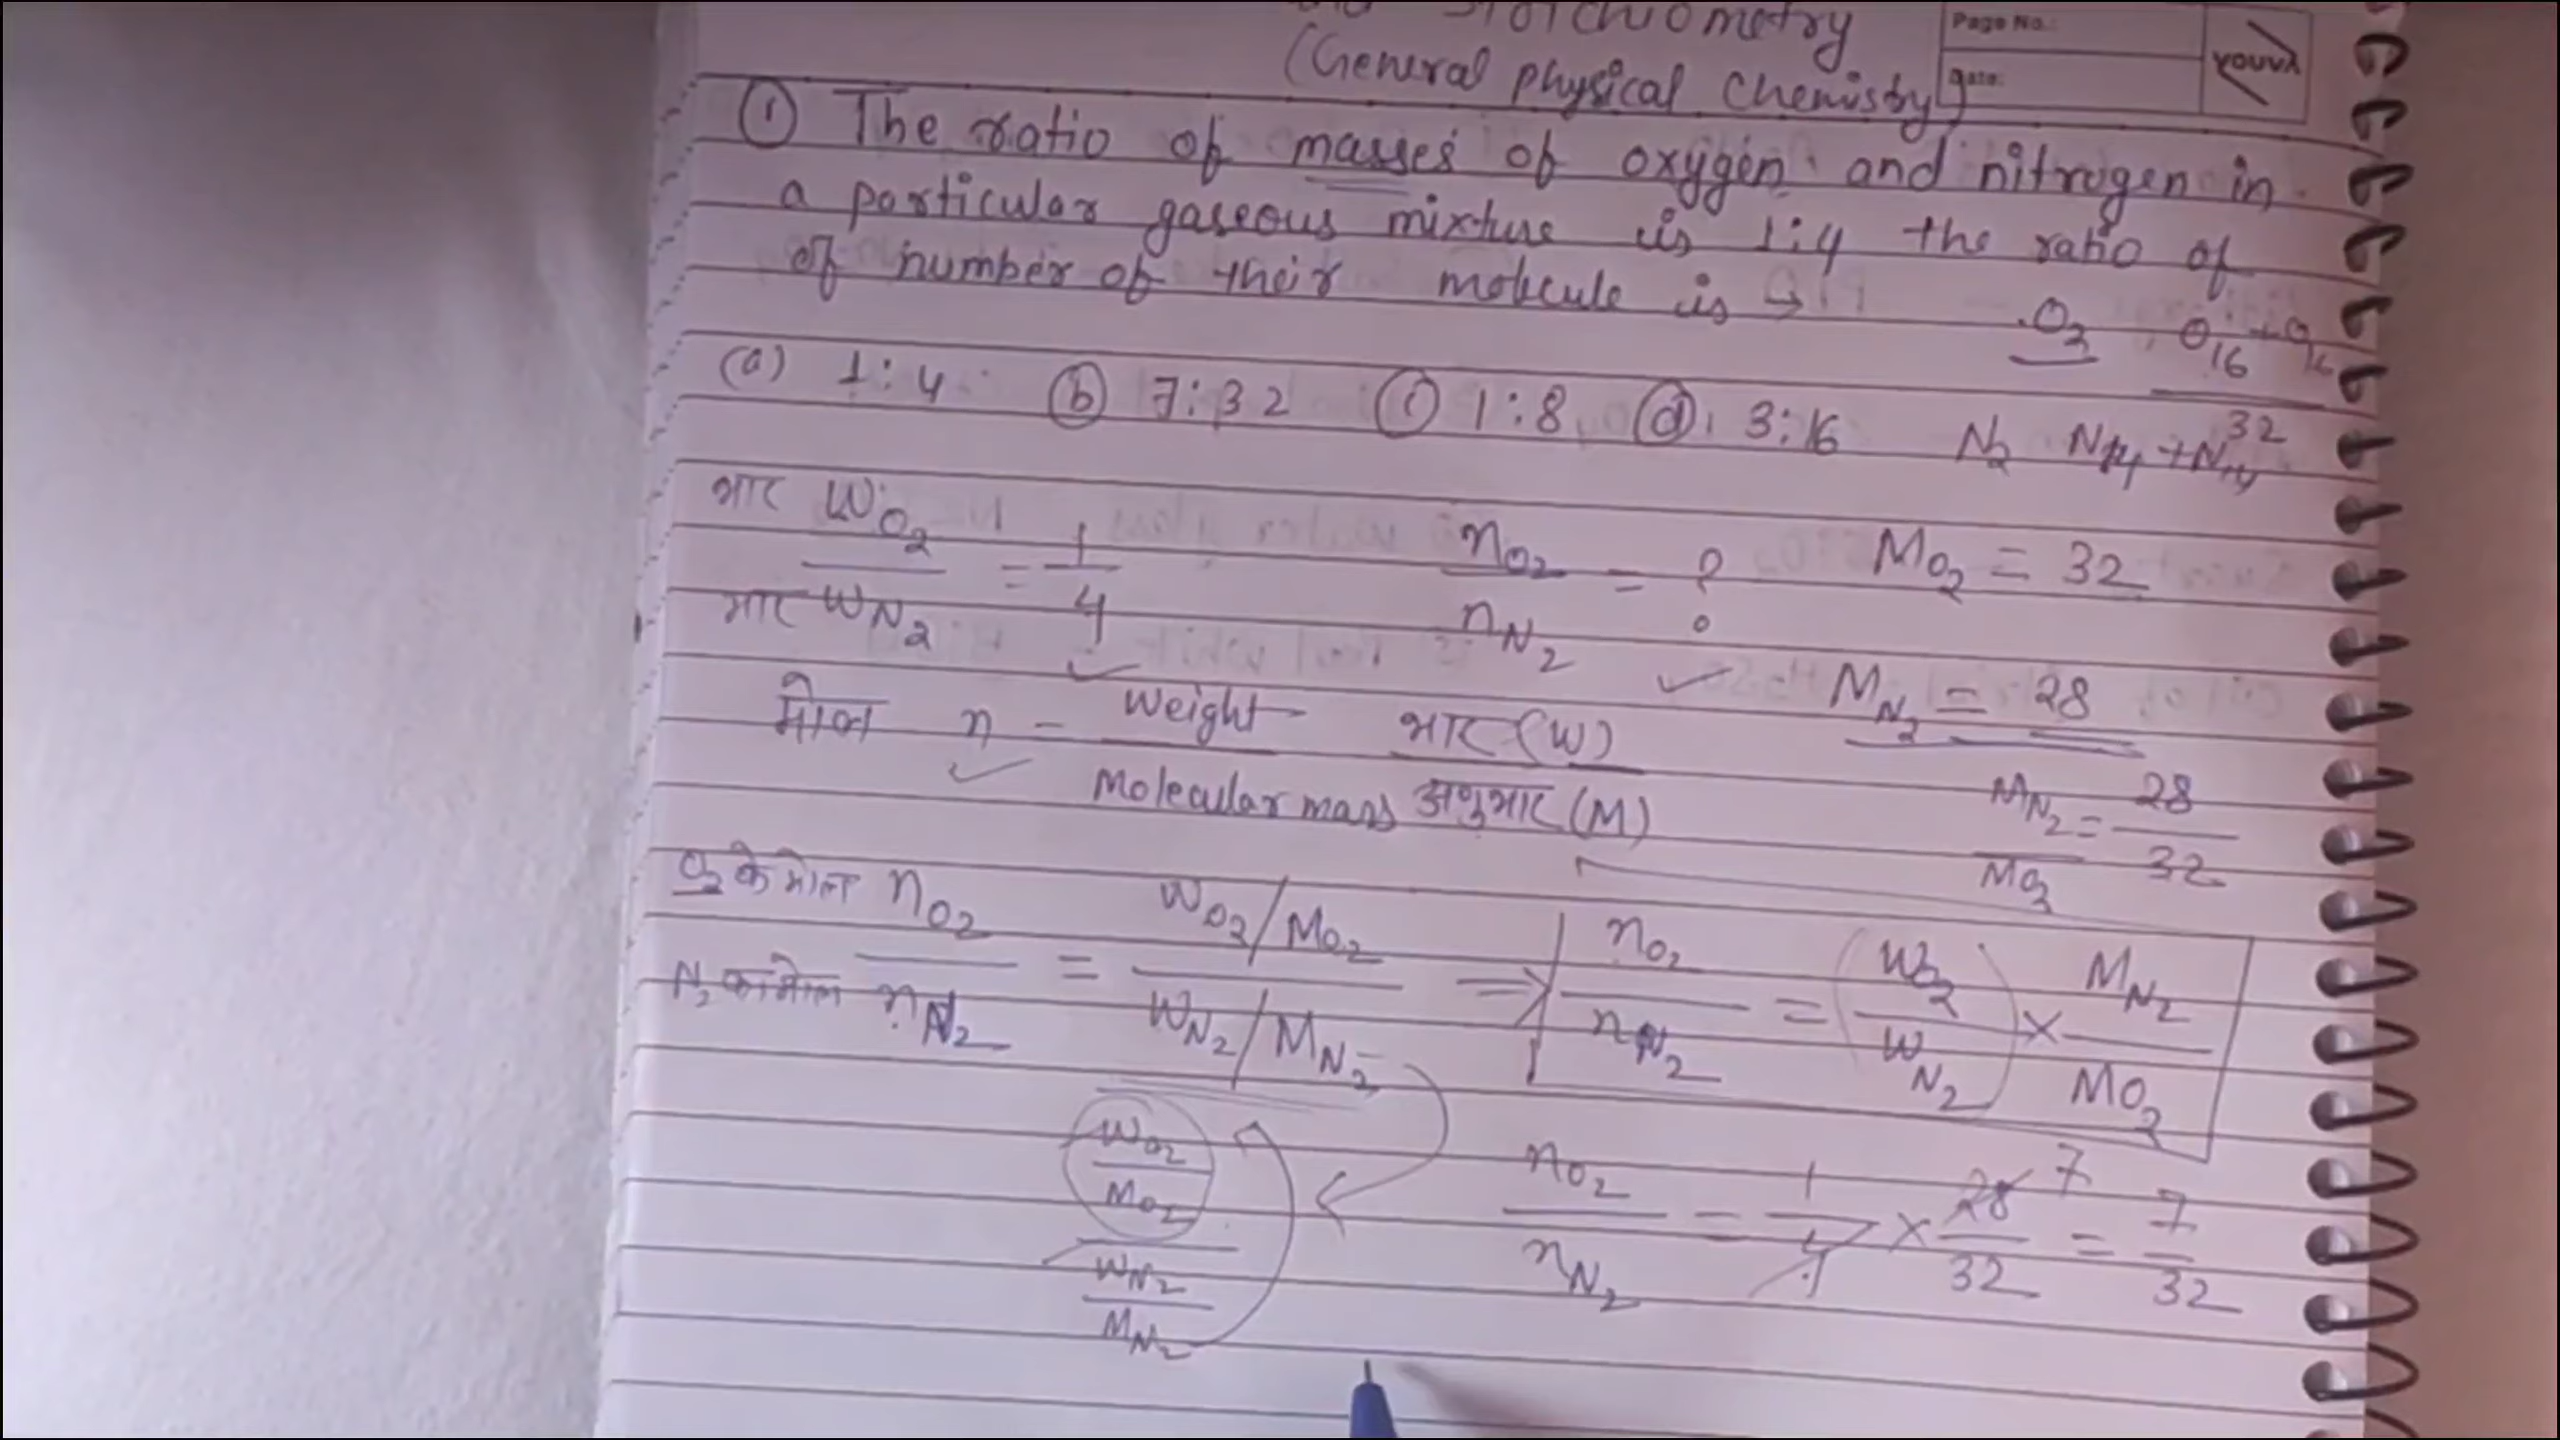 Stoichiometry
(General physical Chemistry)
Page No.:
Date:
YOUVA
① The ratio of masses of oxygen and nitrogen in
a particular gaseous mixture is 1:4 the ratio of
of number of their molecule is ↳
O2 O16 + O16
32
(a) 1:4 ⓑ 7:32 ⓒ 1:8 ⓓ 3:16 N2 N14 + N14
भार WO2 / भार WN2 = 1/4 nO2/nN2 = ? MO2 = 32
✓ ✓ MN2 = 28
मोल n = Weight / Molecular mass भार (W) / अणुभार (M)
✓ MN2/MO2 = 28/32
O2 के मोल nO2 / N2 का मोल nN2 = WO2/MO2 / WN2/MN2 ⇒ nO2/nN2 = WO2/WN2 × MN2/MO2
WO2/MO2 / WN2/MN2
nO2/nN2 = 1/4 × 28/32 7 = 7/32